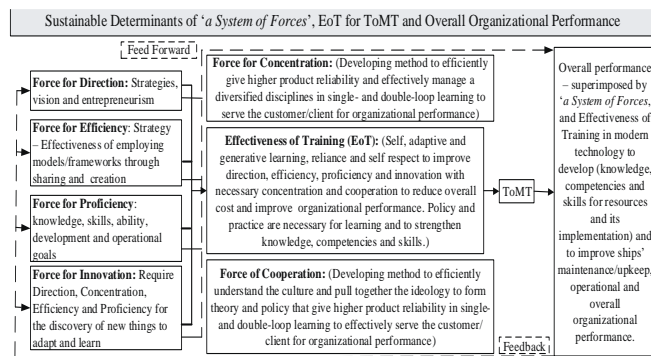 Sustainable Determinants of ‘a System of Forces’, EoT for ToMT and Overall Organizational Performance
Feed Forward
Force for Direction: Strategies,
vision and entrepreneurism
Force for Efficiency: Strategy
– Effectiveness of employing
models/frameworks through
sharing and creation
Force for Proficiency:
knowledge, skills, ability,
development and operational
goals
Force for Innovation: Require
Direction, Concentration,
Efficiency and Proficiency for
the discovery of new things to
adapt and learn
Force for Concentration: (Developing method to efficiently
give higher product reliability and effectively manage a
diversified disciplines in single- and double-loop learning to
serve the customer/client for organizational performance)
Effectiveness of Training (EoT): (Self, adaptive and
generative learning, reliance and self respect to improve
direction, efficiency, proficiency and innovation with
necessary concentration and cooperation to reduce overall
cost and improve organizational performance. Policy and
practice are necessary for learning and to strengthen
knowledge, competencies and skills.)
Force of Cooperation: (Developing method to efficiently
understand the culture and pull together the ideology to form
theory and policy that give higher product reliability in single-
and double-loop learning to effectively serve the customer/
client for organizational performance)
ToMT
Overall performance
– superimposed by
‘a System of Forces,
and Effectiveness of
Training in modern
technology to
develop (knowledge,
competencies and
skills for resources
and its
implementation) and
to improve ships’
maintenance/upkeep,
operational and
overall
organizational
performance.
Feedback